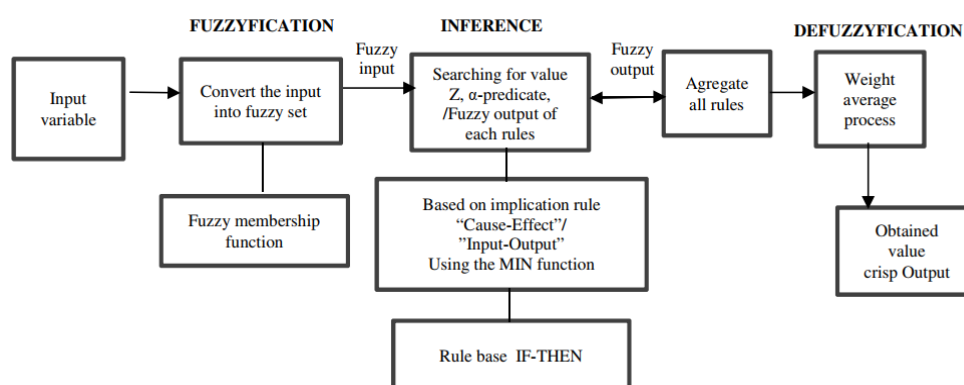 FUZZYFICATION
INFERENCE
DEFUZZYFICATION
Input
variable
Convert the input
into fuzzy set
Fuzzy
input
Searching for value
Z, α-predicate,
/Fuzzy output of
each rules
Fuzzy
output
Agregate
all rules
Weight
average
process
Fuzzy membership
function
Based on implication rule
“Cause-Effect”/
”Input-Output”
Using the MIN function
Obtained
value
crisp Output
Rule base IF-THEN